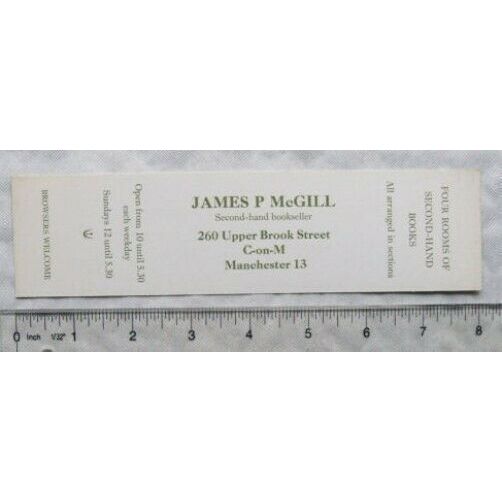 FOUR ROOMS OF
SECOND-HAND
BOOKS
All arranged in sections
JAMES P McGILL
Second-hand bookseller
260 Upper Brook Street
C-on-M
Manchester 13
Open from 10 until 5.30
each weekday
Sundays 12 until 5.30
BROWSERS WELCOME
0 Inch 1/32" 1 2 3 4 5 6 7 8